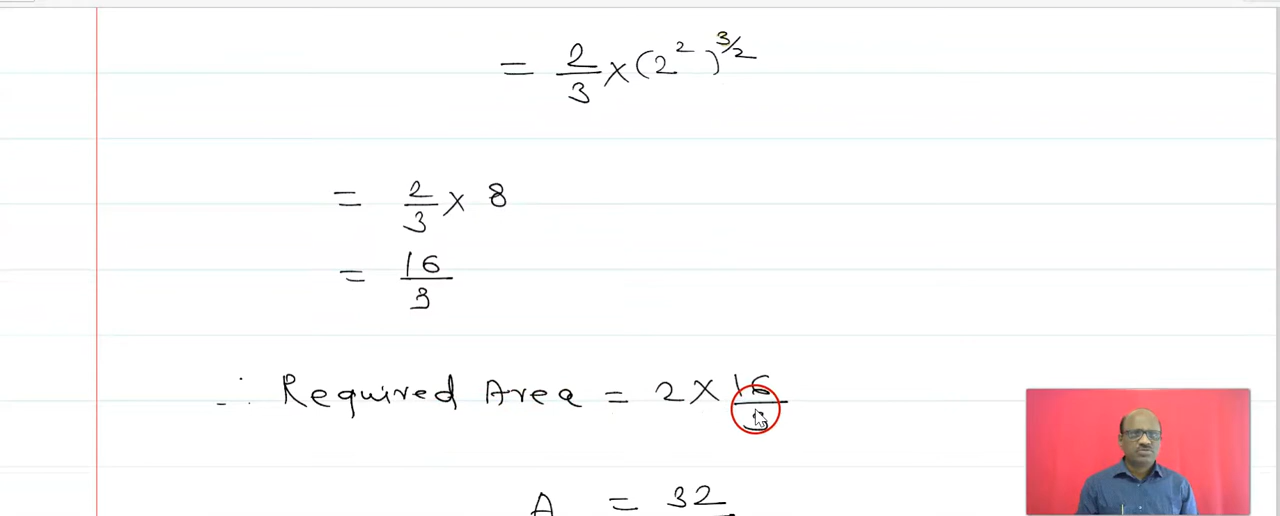 = 2/3 × (2²)^3/2
= 2/3 × 8
= 16/3
∴ Required Area = 2 × 16/3
A = 32